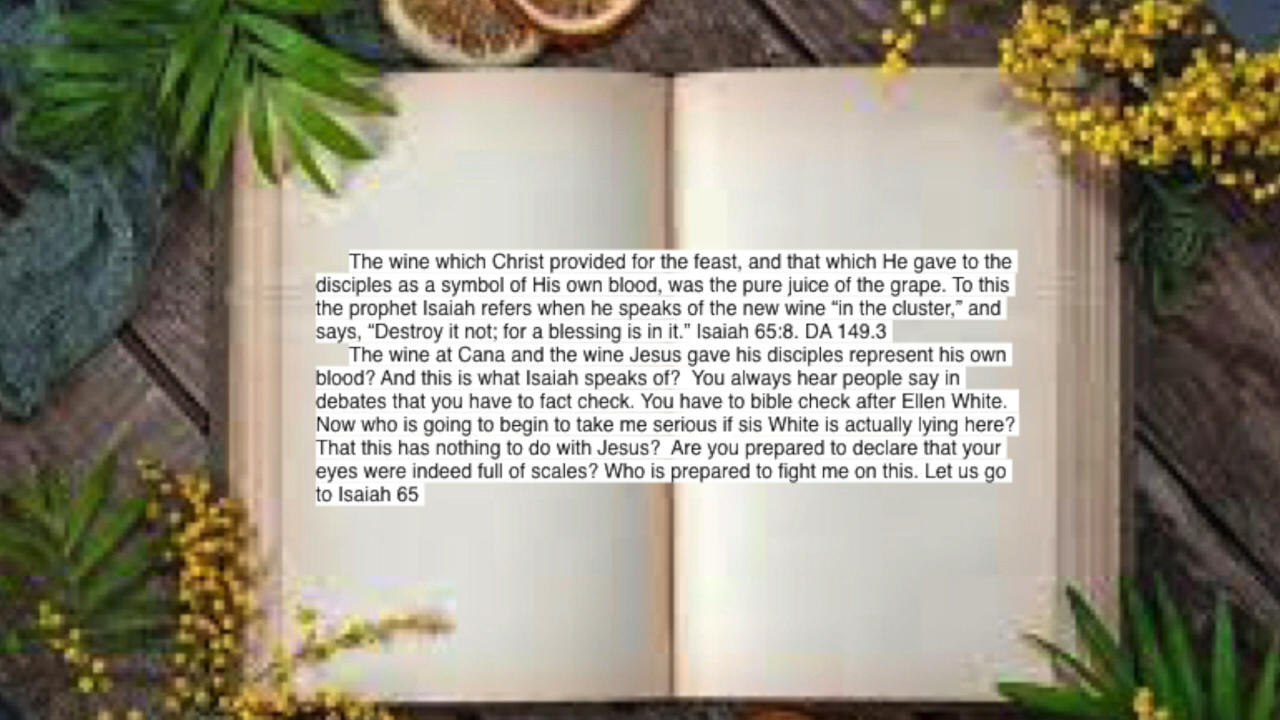 The wine which Christ provided for the feast, and that which He gave to the
disciples as a symbol of His own blood, was the pure juice of the grape. To this
the prophet Isaiah refers when he speaks of the new wine “in the cluster,” and
says, “Destroy it not; for a blessing is in it.” Isaiah 65:8. DA 149.3
The wine at Cana and the wine Jesus gave his disciples represent his own
blood? And this is what Isaiah speaks of?  You always hear people say in
debates that you have to fact check. You have to bible check after Ellen White.
Now who is going to begin to take me serious if sis White is actually lying here?
That this has nothing to do with Jesus?  Are you prepared to declare that your
eyes were indeed full of scales? Who is prepared to fight me on this. Let us go
to Isaiah 65